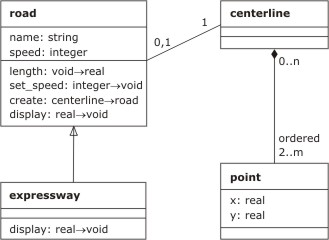 road
name: string
speed: integer
length: void→real
set_speed: integer→void
create: centerline→road
display: real→void
0,1
1
centerline
0..n
ordered
2..m
point
x: real
y: real
expressway
display: real→void